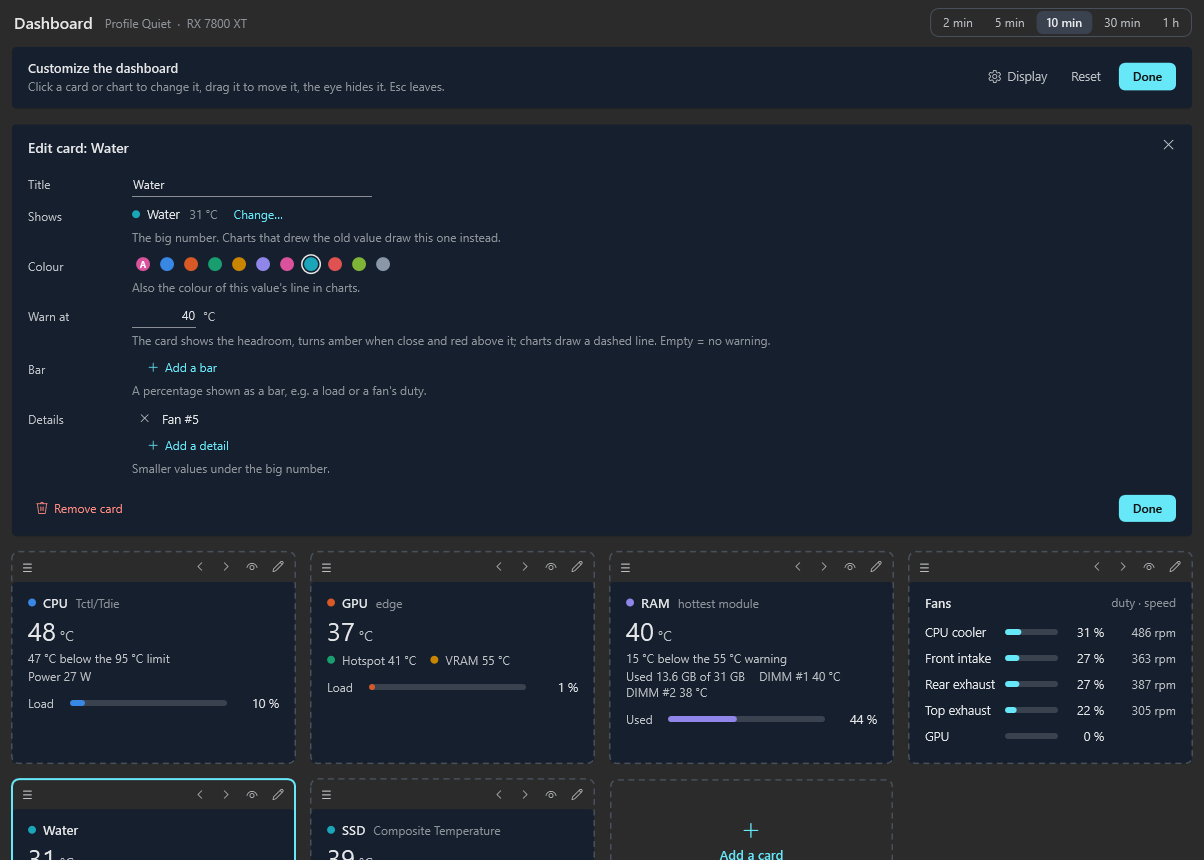 Dashboard Profile Quiet · RX 7800 XT 2 min 5 min 10 min 30 min 1 h
Customize the dashboard
Click a card or chart to change it, drag it to move it, the eye hides it. Esc leaves.
Display Reset Done
Edit card: Water
Title Water
Shows Water 31 °C Change...
The big number. Charts that drew the old value draw this one instead.
Colour A
Also the colour of this value's line in charts.
Warn at 40 °C
The card shows the headroom, turns amber when close and red above it; charts draw a dashed line. Empty = no warning.
Bar + Add a bar
A percentage shown as a bar, e.g. a load or a fan's duty.
Details Fan #5
+ Add a detail
Smaller values under the big number.
Remove card Done
CPU Tctl/Tdie
48 °C
47 °C below the 95 °C limit
Power 27 W
Load 10 %
GPU edge
37 °C
Hotspot 41 °C VRAM 55 °C
Load 1 %
RAM hottest module
40 °C
15 °C below the 55 °C warning
Used 13.6 GB of 31 GB DIMM #1 40 °C
DIMM #2 38 °C
Used 44 %
Fans duty · speed
CPU cooler 31 % 486 rpm
Front intake 27 % 363 rpm
Rear exhaust 27 % 387 rpm
Top exhaust 22 % 305 rpm
GPU 0 %
Water
31 °C
SSD Composite Temperature
39 °C
+
Add a card